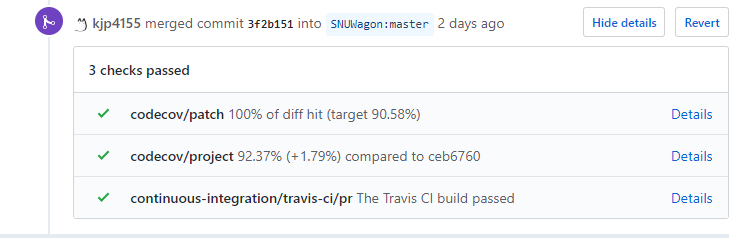 kjp4155 merged commit 3f2b151 into SNUWagon:master 2 days ago Hide details Revert
3 checks passed
codecov/patch 100% of diff hit (target 90.58%) Details
codecov/project 92.37% (+1.79%) compared to ceb6760 Details
continuous-integration/travis-ci/pr The Travis CI build passed Details